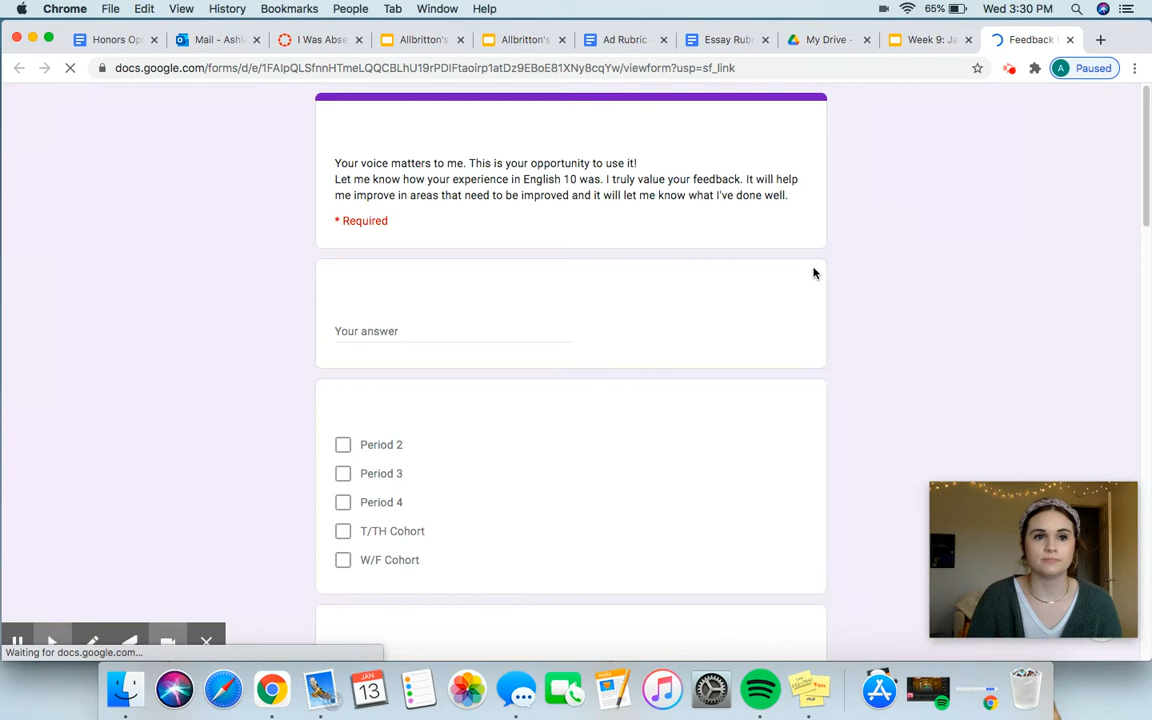 Chrome File Edit View History Bookmarks People Tab Window Help 65% Wed 3:30 PM
Honors Op Mail - Ashl I Was Abse Allbritton's Allbritton's Ad Rubric - Essay Rubr My Drive - Week 9: Ja Feedback
docs.google.com/forms/d/e/1FAIpQLSfnnHTmeLQQCBLhU19rPDIFtaoirp1atDz9EBoE81XNy8cqYw/viewform?usp=sf_link A Paused
Your voice matters to me. This is your opportunity to use it!
Let me know how your experience in English 10 was. I truly value your feedback. It will help
me improve in areas that need to be improved and it will let me know what I've done well.
* Required
Your answer
Period 2
Period 3
Period 4
T/TH Cohort
W/F Cohort
Waiting for docs.google.com...
JAN
13